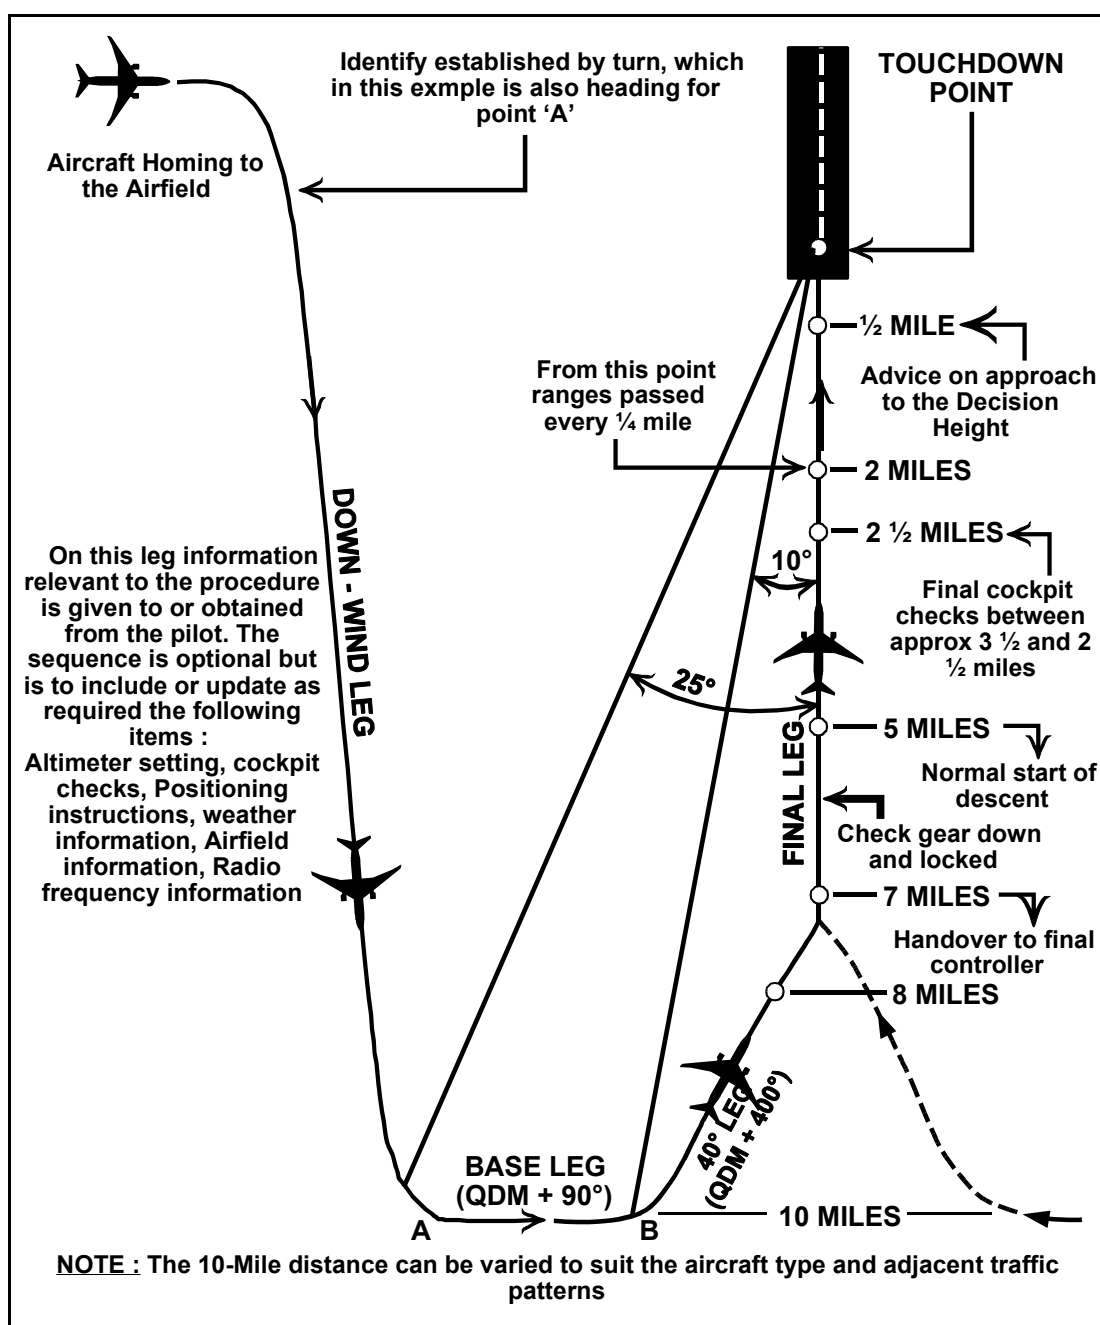 Identify established by turn, which
in this exmple is also heading for
point ‘A’
TOUCHDOWN
POINT
Aircraft Homing to
the Airfield
½ MILE
Advice on approach
to the Decision
Height
From this point
ranges passed
every ¼ mile
2 MILES
2 ½ MILES
10°
Final cockpit
checks between
approx 3 ½ and 2
½ miles
DOWN - WIND LEG
On this leg information
relevant to the procedure
is given to or obtained
from the pilot. The
sequence is optional but
is to include or update as
required the following
items :
Altimeter setting, cockpit
checks, Positioning
instructions, weather
information, Airfield
information, Radio
frequency information
25°
5 MILES
Normal start of
descent
FINAL LEG
Check gear down
and locked
7 MILES
Handover to final
controller
8 MILES
40° LEG
(QDM + 400°)
BASE LEG
(QDM + 90°)
A
B
10 MILES
NOTE : The 10-Mile distance can be varied to suit the aircraft type and adjacent traffic
patterns